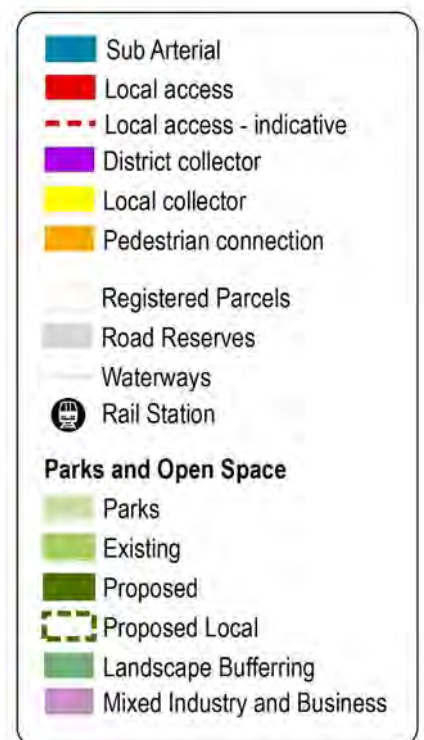 Sub Arterial
Local access
Local access - indicative
District collector
Local collector
Pedestrian connection
Registered Parcels
Road Reserves
Waterways
Rail Station
Parks and Open Space
Parks
Existing
Proposed
Proposed Local
Landscape Bufferring
Mixed Industry and Business